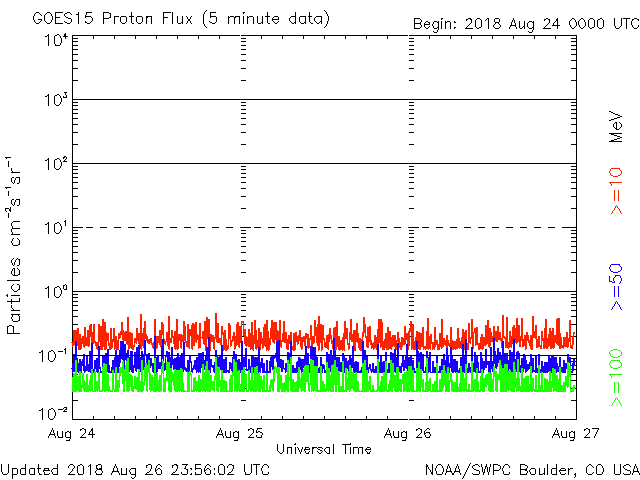 GOES15 Proton Flux (5 minute data)
Begin: 2018 Aug 24 0000 UTC
10⁴
10³
10²
10¹
10⁰
10⁻¹
10⁻²
Particles cm⁻²s⁻¹sr⁻¹
MeV
>=10
>=50
>=100
Aug 24
Aug 25
Aug 26
Aug 27
Universal Time
Updated 2018 Aug 26 23:56:02 UTC
NOAA/SWPC Boulder, CO USA